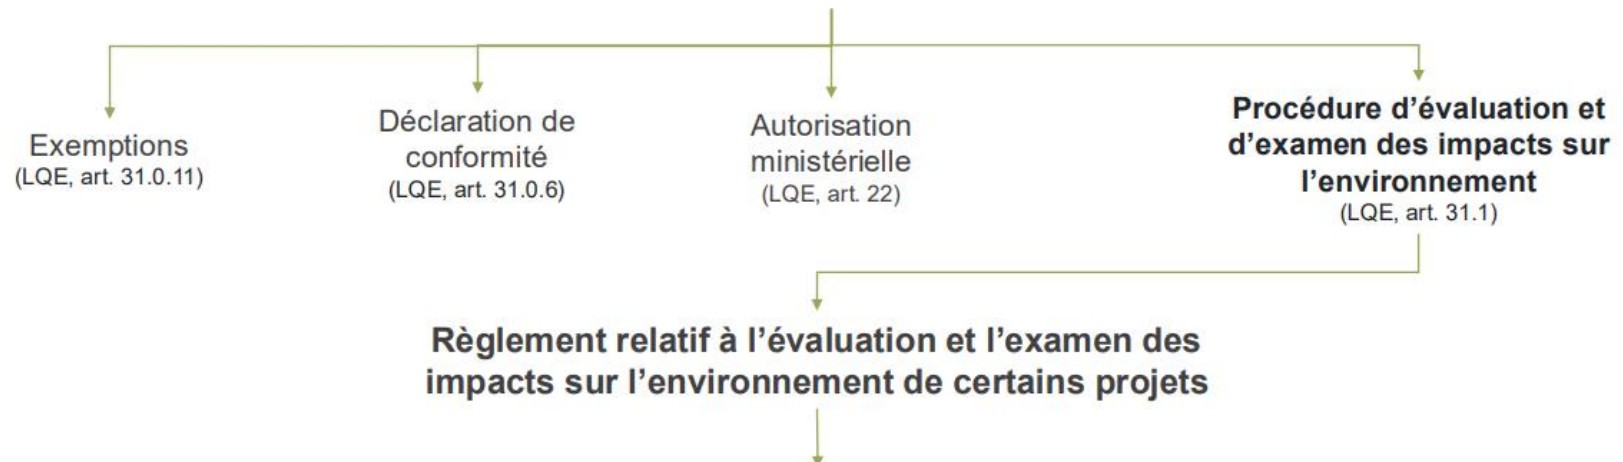 Exemptions
(LQE, art. 31.0.11)
Déclaration de
conformité
(LQE, art. 31.0.6)
Autorisation
ministérielle
(LQE, art. 22)
Procédure d’évaluation et
d’examen des impacts sur
l’environnement
(LQE, art. 31.1)
Règlement relatif à l’évaluation et l’examen des
impacts sur l’environnement de certains projets